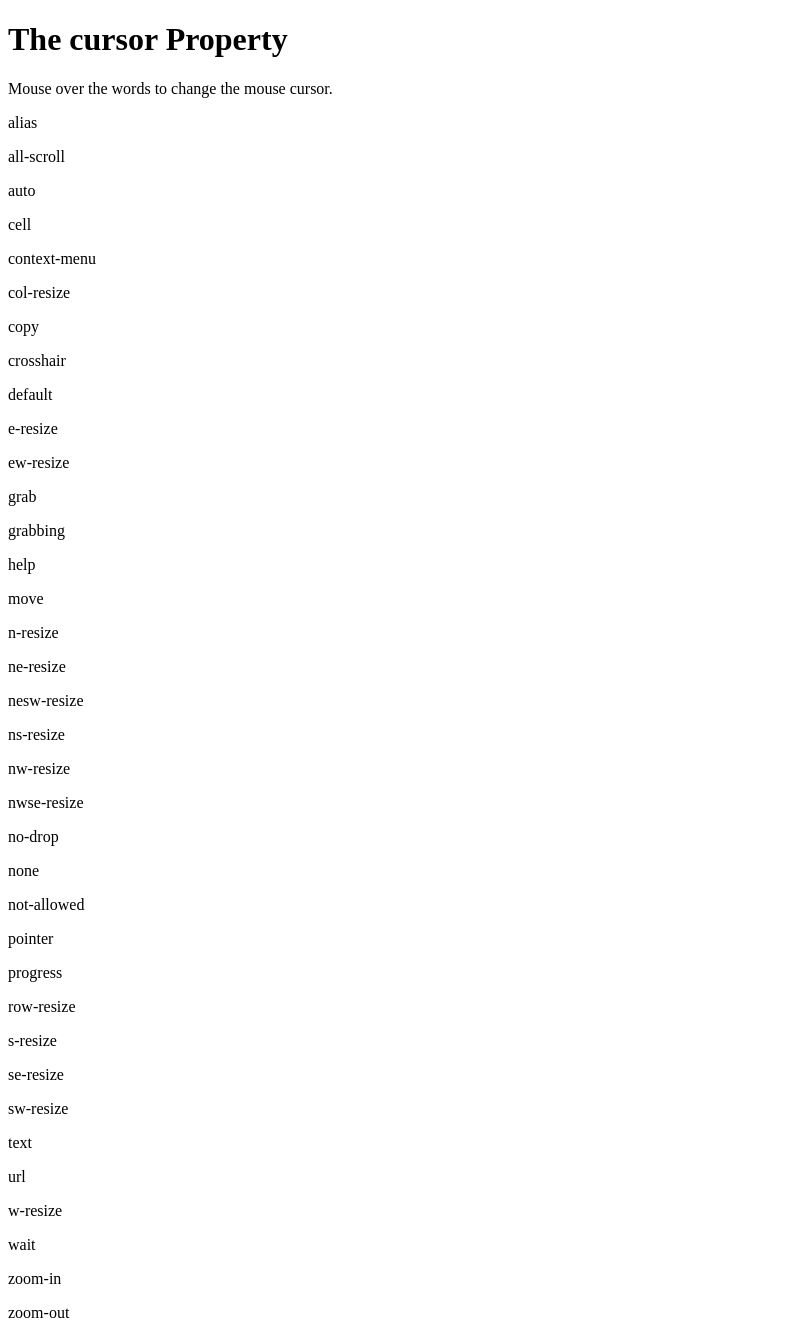 The cursor Property
Mouse over the words to change the mouse cursor.
alias
all-scroll
auto
cell
context-menu
col-resize
copy
crosshair
default
e-resize
ew-resize
grab
grabbing
help
move
n-resize
ne-resize
nesw-resize
ns-resize
nw-resize
nwse-resize
no-drop
none
not-allowed
pointer
progress
row-resize
s-resize
se-resize
sw-resize
text
url
w-resize
wait
zoom-in
zoom-out